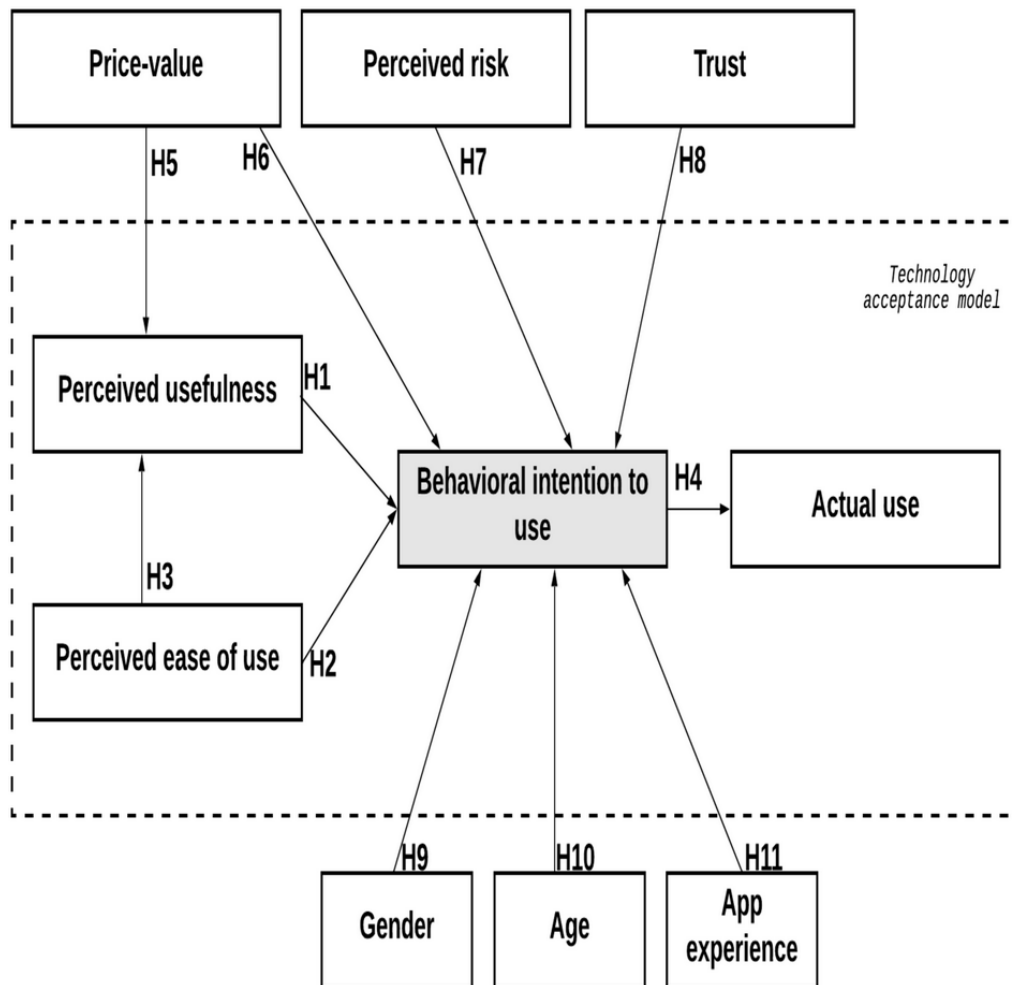 Price-value
Perceived risk
Trust
H5
H6
H7
H8
Technology
acceptance model
Perceived usefulness
H1
Behavioral intention to
use
H4
Actual use
H3
Perceived ease of use
H2
H9
H10
H11
Gender
Age
App
experience